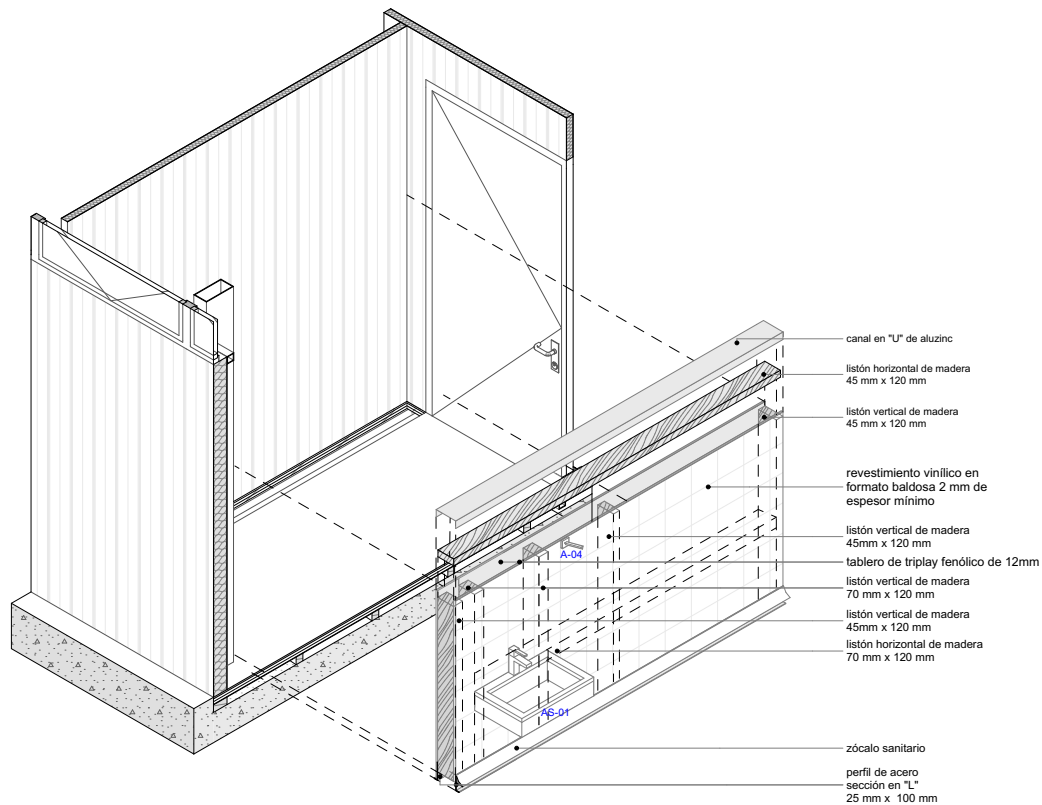 canal en "U" de aluzinc
listón horizontal de madera
45 mm x 120 mm
listón vertical de madera
45 mm x 120 mm
revestimiento vinílico en
formato baldosa 2 mm de
espesor mínimo
listón vertical de madera
45mm x 120 mm
A-04
tablero de triplay fenólico de 12mm
listón vertical de madera
70 mm x 120 mm
listón vertical de madera
45mm x 120 mm
listón horizontal de madera
70 mm x 120 mm
AS-01
zócalo sanitario
perfil de acero
sección en "L"
25 mm x 100 mm